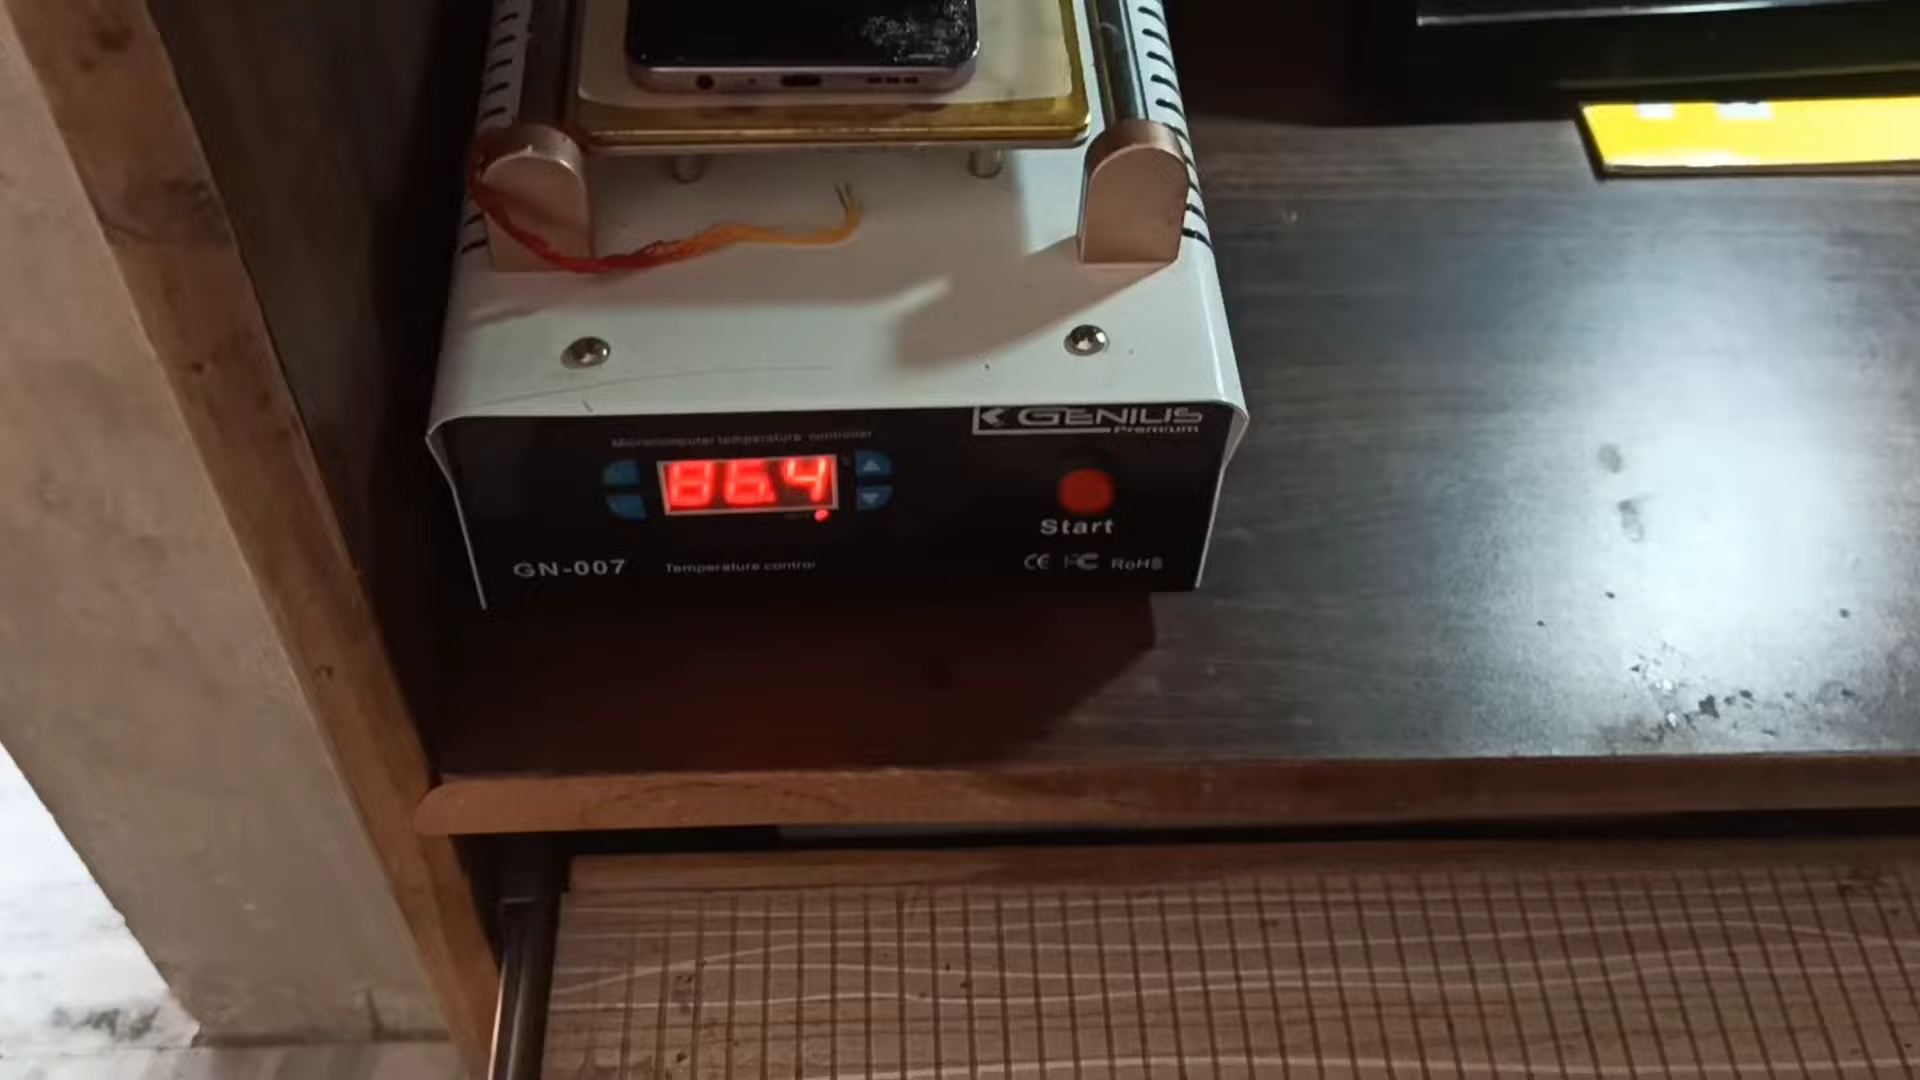 GENIUS
Premium
Microcomputer temperature controller
86.4
Start
GN-007
Temperature control
CE FC RoHS